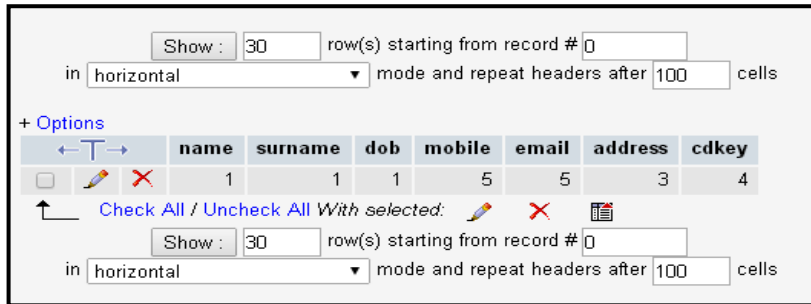 Show : 30 row(s) starting from record # 0
in horizontal mode and repeat headers after 100 cells
+ Options
←T→ name surname dob mobile email address cdkey
1 1 1 5 5 3 4
Check All / Uncheck All With selected:
Show : 30 row(s) starting from record # 0
in horizontal mode and repeat headers after 100 cells